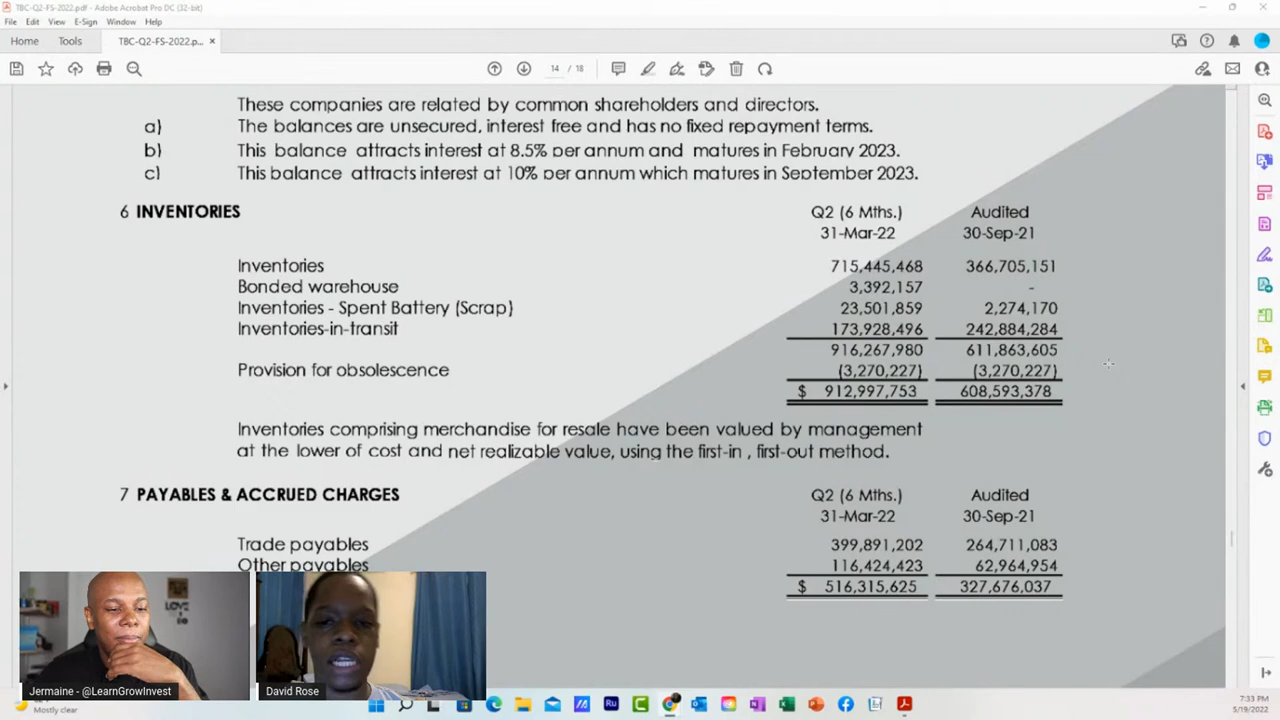 TBC-Q2-FS-2022.pdf - Adobe Acrobat Pro DC (32-bit)
File Edit View E-Sign Window Help
Home Tools TBC-Q2-FS-2022.p... ×
14 / 18
These companies are related by common shareholders and directors.
a) The balances are unsecured, interest free and has no fixed repayment terms.
b) This balance attracts interest at 8.5% per annum and matures in February 2023.
c) This balance attracts interest at 10% per annum which matures in September 2023.
6 INVENTORIES Q2 (6 Mths.) Audited
31-Mar-22 30-Sep-21
Inventories 715,445,468 366,705,151
Bonded warehouse 3,392,157 -
Inventories - Spent Battery (Scrap) 23,501,859 2,274,170
Inventories-in-transit 173,928,496 242,884,284
916,267,980 611,863,605
Provision for obsolescence (3,270,227) (3,270,227)
$ 912,997,753 608,593,378
Inventories comprising merchandise for resale have been valued by management
at the lower of cost and net realizable value, using the first-in , first-out method.
7 PAYABLES & ACCRUED CHARGES Q2 (6 Mths.) Audited
31-Mar-22 30-Sep-21
Trade payables 399,891,202 264,711,083
Other payables 116,424,423 62,964,954
$ 516,315,625 327,676,037
Jermaine - @LearnGrowInvest David Rose
Mostly clear
7:33 PM
5/19/2022